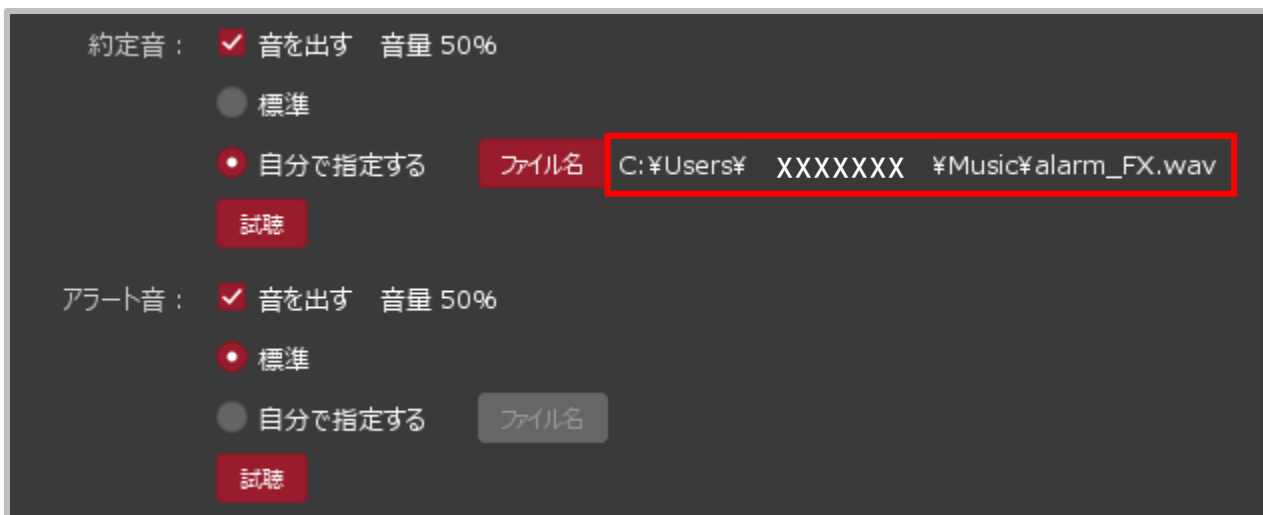 約定音： 音を出す 音量 50%
標準
自分で指定する ファイル名 C:¥Users¥ XXXXXXX ¥Music¥alarm_FX.wav
試聴
アラート音： 音を出す 音量 50%
標準
自分で指定する ファイル名
試聴